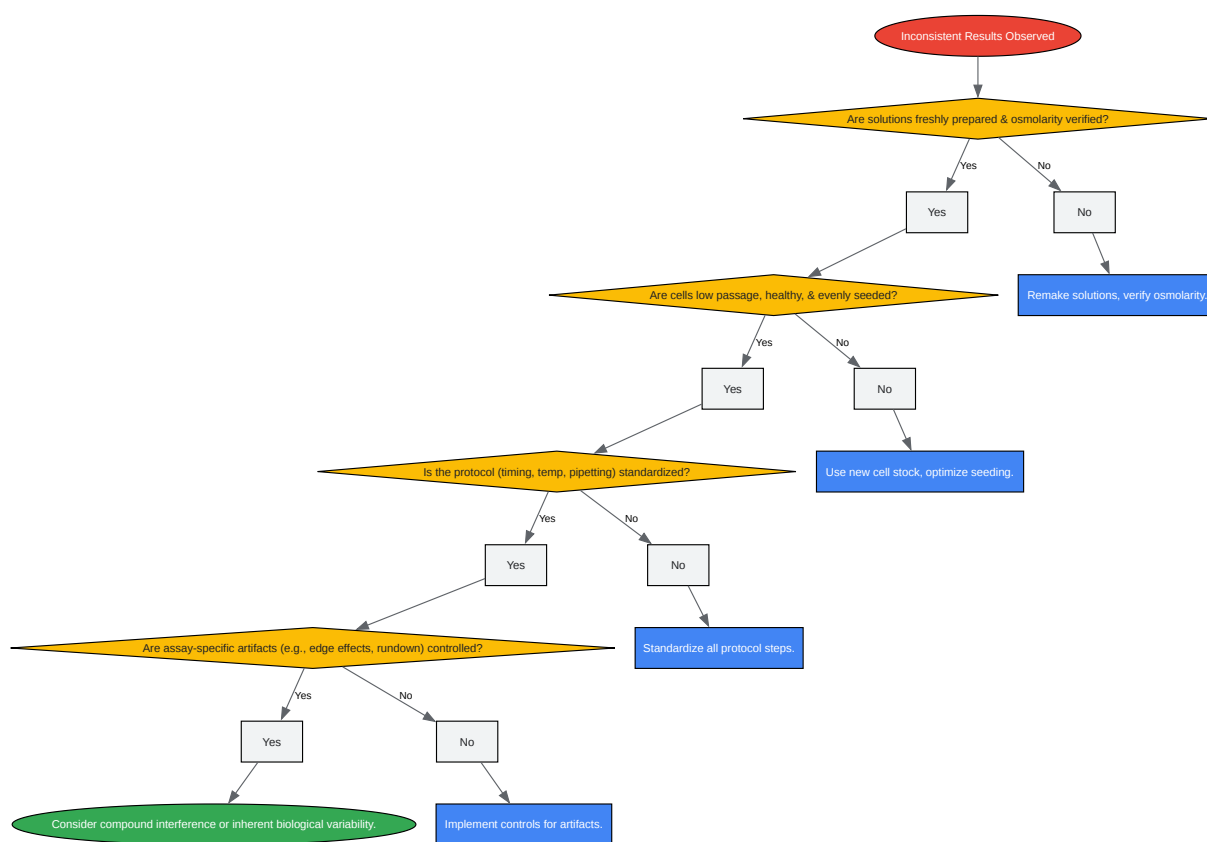 Inconsistent Results Observed
Are solutions freshly prepared & osmolarity verified?
Yes
No
Yes
No
Are cells low passage, healthy, & evenly seeded?
Remake solutions, verify osmolarity.
Yes
No
Yes
No
Is the protocol (timing, temp, pipetting) standardized?
Use new cell stock, optimize seeding.
Yes
No
Yes
No
Are assay-specific artifacts (e.g., edge effects, rundown) controlled?
Standardize all protocol steps.
Yes
No
Yes
No
Consider compound interference or inherent biological variability.
Implement controls for artifacts.